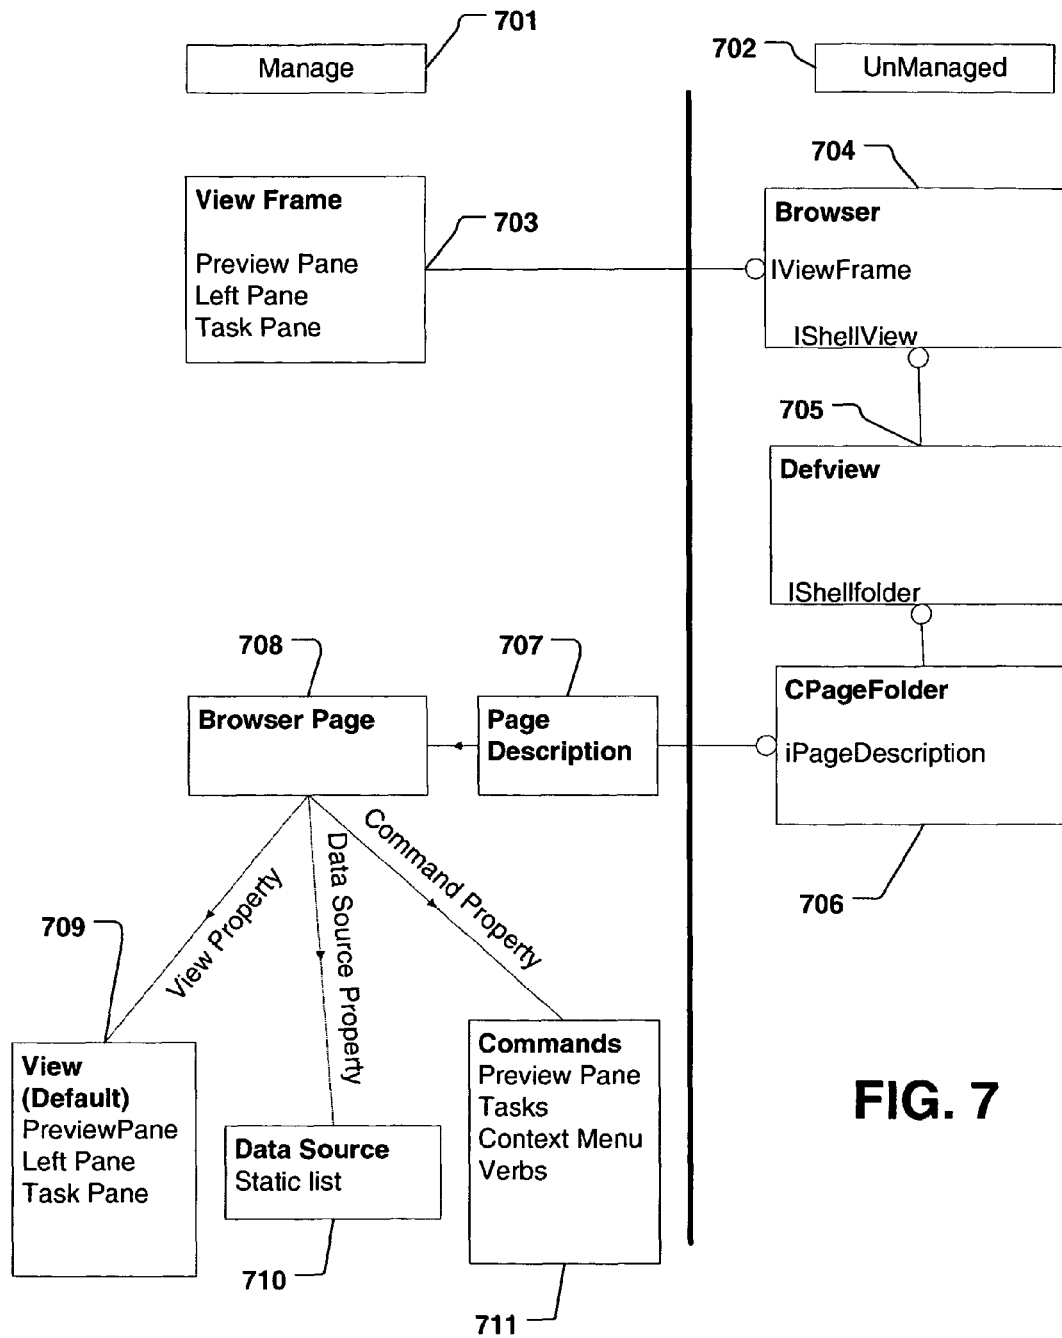 701
Manage
702
UnManaged
704
View Frame
703
Browser
Preview Pane
IViewFrame
Left Pane
Task Pane
IShellView
705
Defview
IShellfolder
708
707
Browser Page
Page
Description
CPageFolder
iPageDescription
View Property
Data Source Property
Command Property
706
709
View
(Default)
PreviewPane
Left Pane
Task Pane
Data Source
Static list
Commands
Preview Pane
Tasks
Context Menu
Verbs
FIG. 7
710
711